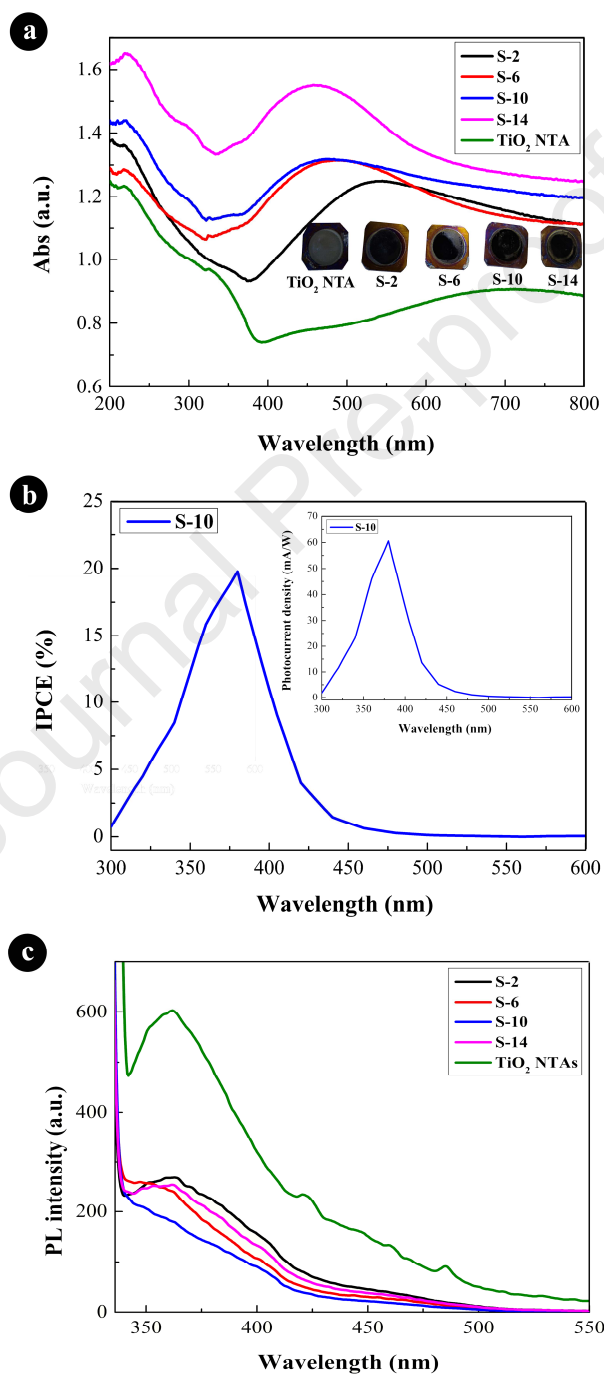 a
S-2
S-6
S-10
S-14
TiO2 NTA
1.6
1.4
1.2
1.0
0.8
0.6
Abs (a.u.)
TiO2 NTA S-2 S-6 S-10 S-14
200 300 400 500 600 700 800
Wavelength (nm)
Journal Pre-proof
b
S-10
25
20
15
10
5
0
IPCE (%)
S-10
70
60
50
40
30
20
10
0
Photocurrent density (mA/W)
300 350 400 450 500 550 600
Wavelength (nm)
300 350 400 450 500 550 600
Wavelength (nm)
c
S-2
S-6
S-10
S-14
TiO2 NTAs
600
400
200
0
PL intensity (a.u.)
350 400 450 500 550
Wavelength (nm)